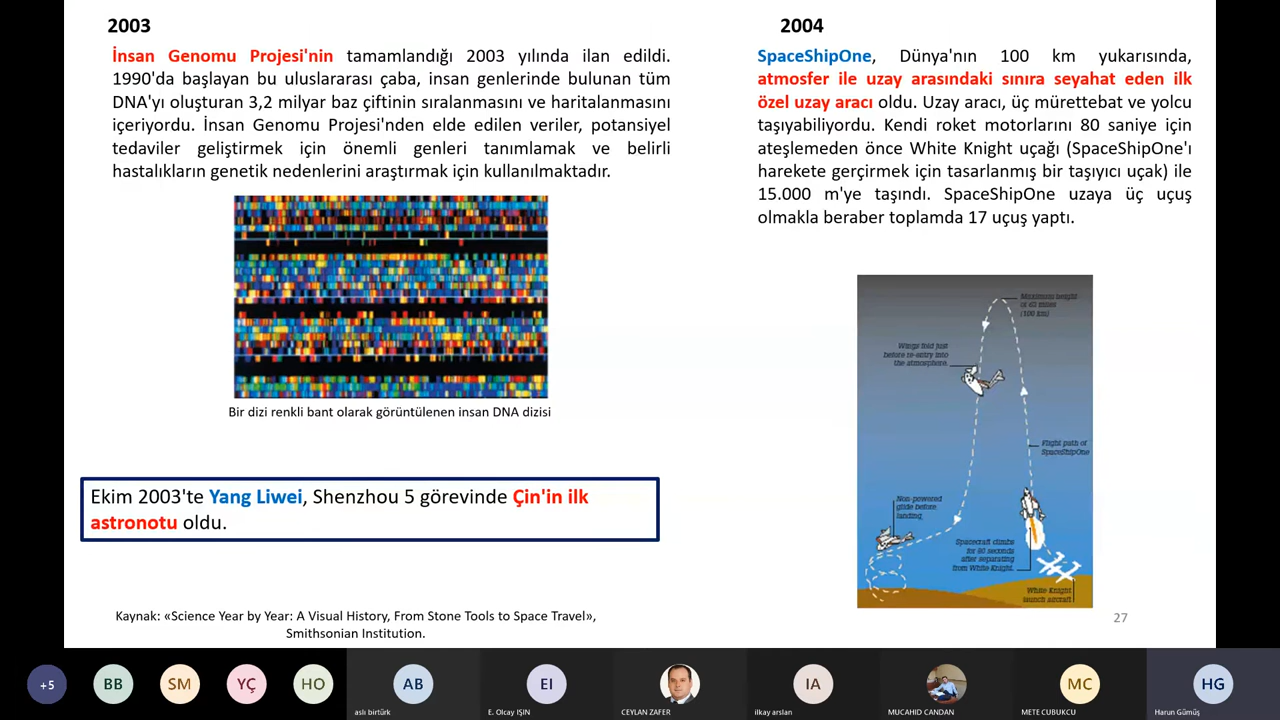 2003
İnsan Genomu Projesi'nin tamamlandığı 2003 yılında ilan edildi.
1990'da başlayan bu uluslararası çaba, insan genlerinde bulunan tüm
DNA'yı oluşturan 3,2 milyar baz çiftinin sıralanmasını ve haritalanmasını
içeriyordu. İnsan Genomu Projesi'nden elde edilen veriler, potansiyel
tedaviler geliştirmek için önemli genleri tanımlamak ve belirli
hastalıkların genetik nedenlerini araştırmak için kullanılmaktadır.
Bir dizi renkli bant olarak görüntülenen insan DNA dizisi
Ekim 2003'te Yang Liwei, Shenzhou 5 görevinde Çin'in ilk
astronotu oldu.
Kaynak: «Science Year by Year: A Visual History, From Stone Tools to Space Travel»,
Smithsonian Institution.
2004
SpaceShipOne, Dünya'nın 100 km yukarısında,
atmosfer ile uzay arasındaki sınıra seyahat eden ilk
özel uzay aracı oldu. Uzay aracı, üç mürettebat ve yolcu
taşıyabiliyordu. Kendi roket motorlarını 80 saniye için
ateşlemeden önce White Knight uçağı (SpaceShipOne'ı
harekete gerçirmek için tasarlanmış bir taşıyıcı uçak) ile
15.000 m'ye taşındı. SpaceShipOne uzaya üç uçuş
olmakla beraber toplamda 17 uçuş yaptı.
Maximum height
of 62 miles
(100 km)
Wings fold just
before re-entry into
the atmosphere.
Flight path of
SpaceShipOne
Non-powered
glide before
landing
Spacecraft climbs
for 80 seconds
after separating
from White Knight.
White Knight
launch aircraft
27
+5
BB
SM
YÇ
HO
AB
EI
IA
MC
HG
aslı birtürk
E. Olcay IŞIN
CEYLAN ZAFER
ilkay arslan
MUCAHID CANDAN
METE CUBUKCU
Harun Gümüş